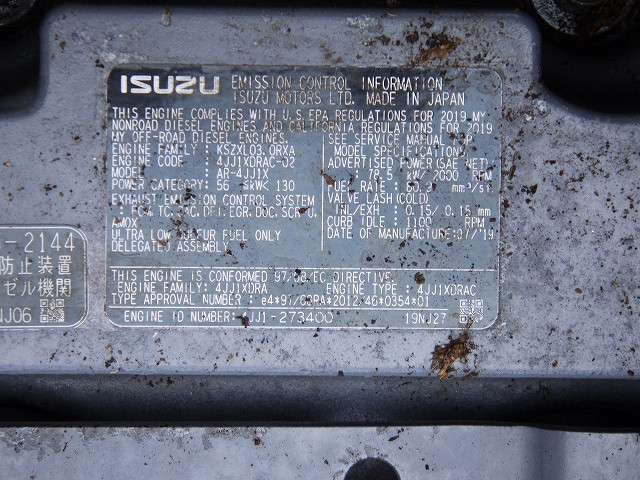 ISUZU EMISSION CONTROL INFORMATION
ISUZU MOTORS LTD. MADE IN JAPAN
THIS ENGINE COMPLIES WITH U.S.EPA REGULATIONS FOR 2019 MY
NONROAD DIESEL ENGINES AND CALIFORNIA REGULATIONS FOR 2019
MY OFF-ROAD DIESEL ENGINES.
ENGINE FAMILY : KSZXL03.0RXA
ENGINE CODE : 4JJ1XDRAC-02
MODEL : AR-4JJ1X
POWER CATEGORY: 56 ≤kW< 130
EXHAUST EMISSION CONTROL SYSTEM
: TC, CAC, DFI, EGR, DOC,
AMOX
ULTRA LOW SULFUR FUEL ONLY
DELEGATED ASSEMBLY
SEE SERVICE MANUAL
MODEL SPECIFICATION
ADVERTISED POWER(SAE NET)
: 78.5 kW/ 2000 RPM
FUEL RATE : mm³/st
VALVE LASH(COLD)
INL/EXH : 0.15/ 0.15 mm
CURB IDLE : 1100 RPM
DATE OF MANUFACTURE:07/'19
THIS ENGINE IS CONFORMED 97/68/EC DIRECTIVE
ENGINE FAMILY: 4JJ1XDRA ENGINE TYPE : 4JJ1XDRAC
TYPE APPROVAL NUMBER : e4*97/68RA*2012/46*0354*01
ENGINE ID NUMBER: 4JJ1-273400 19NJ27
-2144
防止装置
ゼル機関
NJ06